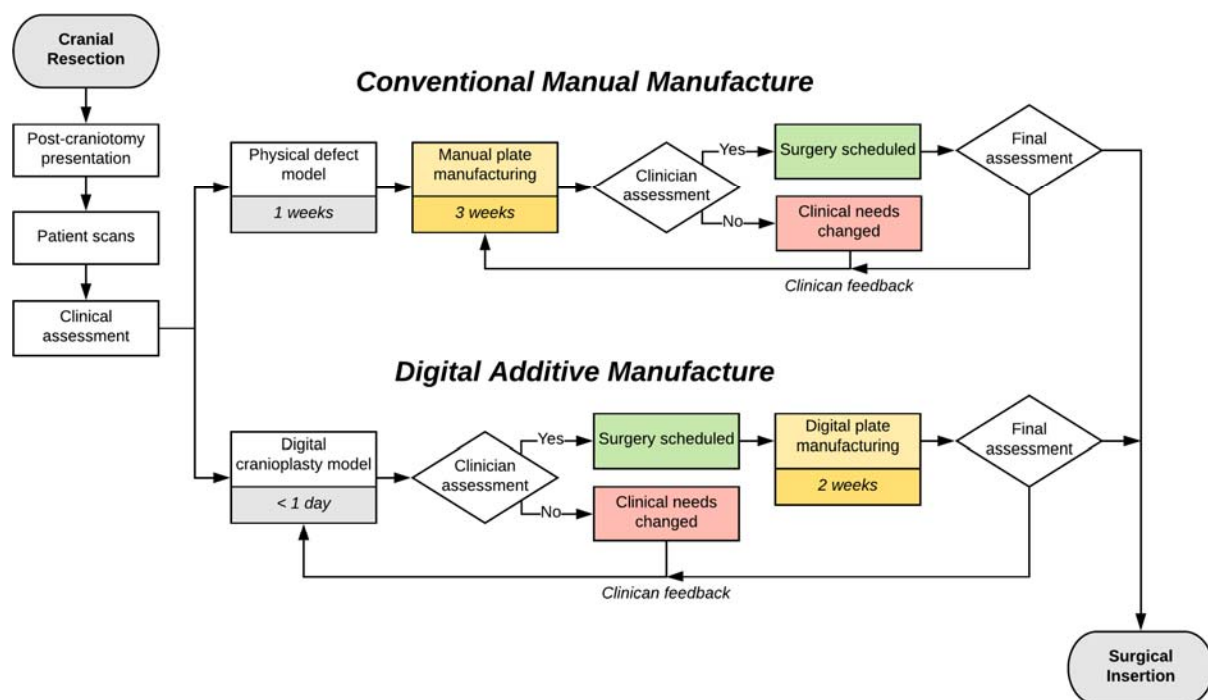 Cranial
Resection
Post-craniotomy
presentation
Patient scans
Clinical
assessment
Conventional Manual Manufacture
Physical defect
model
1 weeks
Manual plate
manufacturing
3 weeks
Clinician
assessment
Yes
Surgery scheduled
No
Clinical needs
changed
Final
assessment
Clinican feedback
Digital Additive Manufacture
Digital
cranioplasty model
< 1 day
Clinician
assessment
Yes
Surgery scheduled
No
Clinical needs
changed
Digital plate
manufacturing
2 weeks
Final
assessment
Clinican feedback
Surgical
Insertion